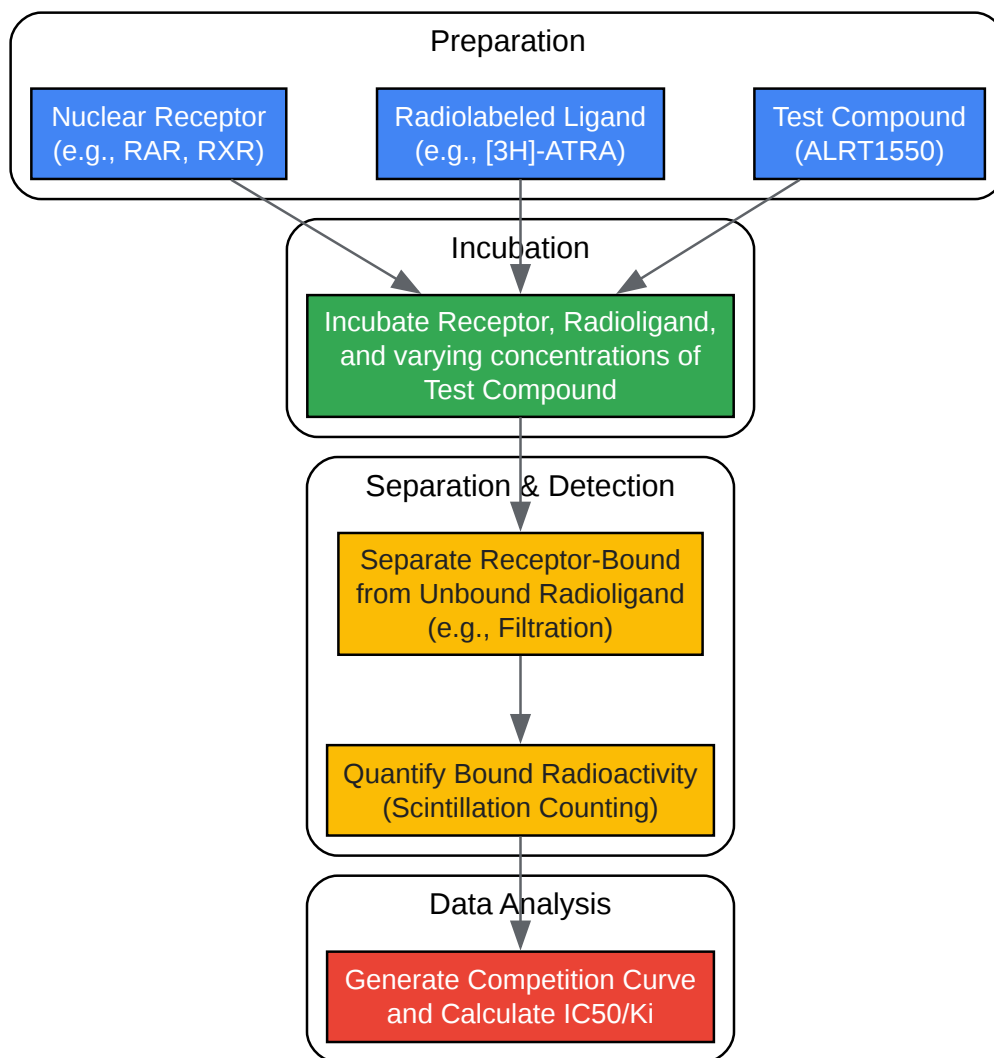 Preparation
Nuclear Receptor
(e.g., RAR, RXR)
Radiolabeled Ligand
(e.g., [3H]-ATRA)
Test Compound
(ALRT1550)
Incubation
Incubate Receptor, Radioligand,
and varying concentrations of
Test Compound
Separation & Detection
Separate Receptor-Bound
from Unbound Radioligand
(e.g., Filtration)
Quantify Bound Radioactivity
(Scintillation Counting)
Data Analysis
Generate Competition Curve
and Calculate IC50/Ki